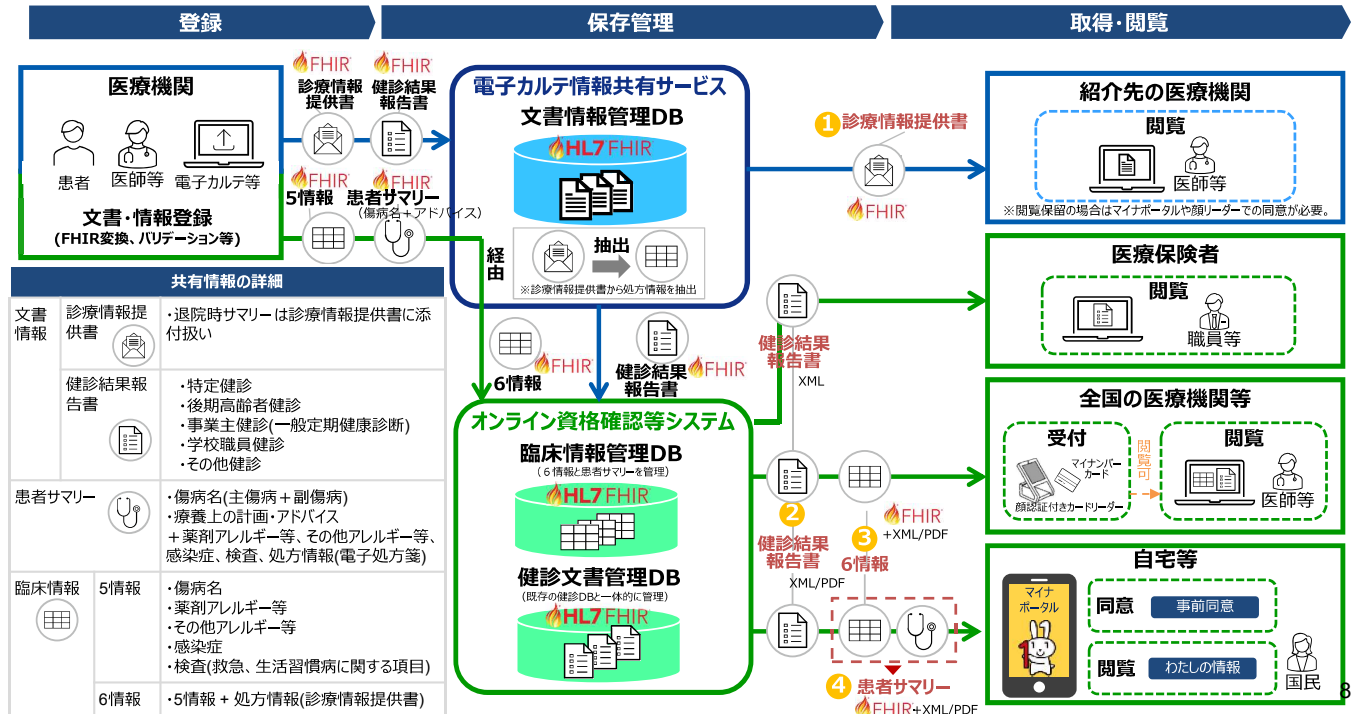 登録
保存管理
取得・閲覧
医療機関
患者
医師等
電子カルテ等
文書・情報登録
(FHIR変換、バリデーション等)
FHIR
診療情報
提供書
FHIR
健診結果
報告書
FHIR
5情報
FHIR
患者サマリー
(傷病名+アドバイス)
電子カルテ情報共有サービス
文書情報管理DB
HL7 FHIR
抽出
※診療情報提供書から処方情報を抽出
経由
6情報
FHIR
健診結果
報告書
FHIR
オンライン資格確認等システム
臨床情報管理DB
(6情報と患者サマリーを管理)
HL7 FHIR
健診文書管理DB
(既存の健診DBと一体的に管理)
HL7 FHIR
1 診療情報提供書
FHIR
健診結果
報告書
XML
2
健診結果
報告書
XML/PDF
FHIR
+XML/PDF
3
6情報
4 患者サマリー
FHIR+XML/PDF
紹介先の医療機関
閲覧
医師等
※閲覧保留の場合はマイナポータルや顔リーダーでの同意が必要。
医療保険者
閲覧
職員等
全国の医療機関等
受付
マイナンバー
カード
顔認証付きカードリーダー
閲覧可
閲覧
医師等
自宅等
マイナ
ポータル
1
同意
事前同意
閲覧
わたしの情報
国民
共有情報の詳細
文書
情報
診療情報提
供書
・退院時サマリーは診療情報提供書に添
付扱い
健診結果報
告書
・特定健診
・後期高齢者健診
・事業主健診(一般定期健康診断)
・学校職員健診
・その他健診
患者サマリー
・傷病名(主傷病+副傷病)
・療養上の計画・アドバイス
+薬剤アレルギー等、その他アレルギー等、
感染症、検査、処方情報(電子処方箋)
臨床情報
5情報
・傷病名
・薬剤アレルギー等
・その他アレルギー等
・感染症
・検査(救急、生活習慣病に関する項目)
6情報
・5情報 + 処方情報(診療情報提供書)
8